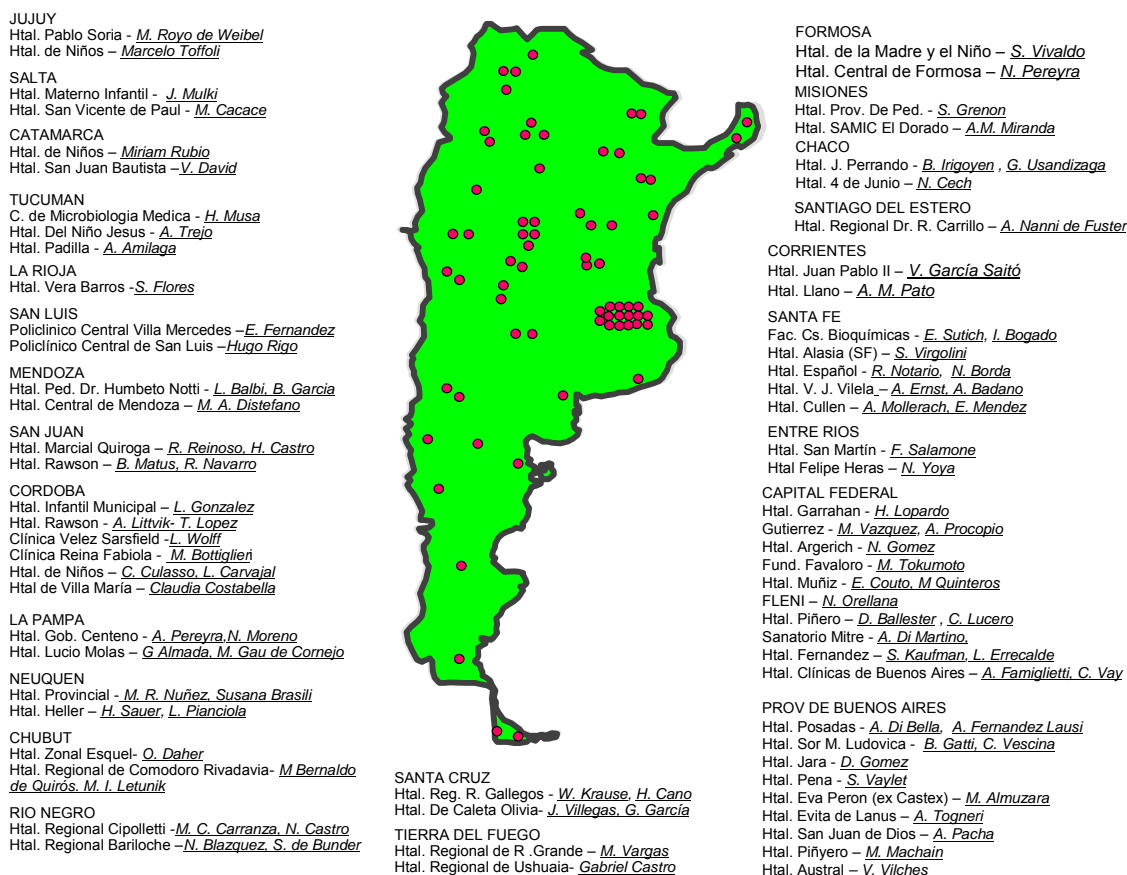 JUJUY
Htal. Pablo Soria - M. Royo de Weibel
Htal. de Niños – Marcelo Toffoli
SALTA
Htal. Materno Infantil - J. Mulki
Htal. San Vicente de Paul - M. Cacace
CATAMARCA
Htal. de Niños – Miriam Rubio
Htal. San Juan Bautista –V. David
TUCUMAN
C. de Microbiologia Medica - H. Musa
Htal. Del Niño Jesus - A. Trejo
Htal. Padilla - A. Amilaga
LA RIOJA
Htal. Vera Barros -S. Flores
SAN LUIS
Policlinico Central Villa Mercedes –E. Fernandez
Policlínico Central de San Luis –Hugo Rigo
MENDOZA
Htal. Ped. Dr. Humbeto Notti - L. Balbi, B. Garcia
Htal. Central de Mendoza – M. A. Distefano
SAN JUAN
Htal. Marcial Quiroga – R. Reinoso, H. Castro
Htal. Rawson – B. Matus, R. Navarro
CORDOBA
Htal. Infantil Municipal – L. Gonzalez
Htal. Rawson - A. Littvik- T. Lopez
Clínica Velez Sarsfield -L. Wolff
Clínica Reina Fabiola - M. Bottiglieri
Htal. de Niños – C. Culasso, L. Carvajal
Htal de Villa María – Claudia Costabella
LA PAMPA
Htal. Gob. Centeno - A. Pereyra,N. Moreno
Htal. Lucio Molas – G Almada, M. Gau de Cornejo
NEUQUEN
Htal. Provincial - M. R. Nuñez, Susana Brasili
Htal. Heller – H. Sauer, L. Pianciola
CHUBUT
Htal. Zonal Esquel- O. Daher
Htal. Regional de Comodoro Rivadavia- M Bernaldo
de Quirós. M. I. Letunik
RIO NEGRO
Htal. Regional Cipolletti -M. C. Carranza, N. Castro
Htal. Regional Bariloche –N. Blazquez, S. de Bunder
SANTA CRUZ
Htal. Reg. R. Gallegos - W. Krause, H. Cano
Htal. De Caleta Olivia- J. Villegas, G. García
TIERRA DEL FUEGO
Htal. Regional de R .Grande – M. Vargas
Htal. Regional de Ushuaia- Gabriel Castro
FORMOSA
Htal. de la Madre y el Niño – S. Vivaldo
Htal. Central de Formosa – N. Pereyra
MISIONES
Htal. Prov. De Ped. - S. Grenon
Htal. SAMIC El Dorado – A.M. Miranda
CHACO
Htal. J. Perrando - B. Irigoyen , G. Usandizaga
Htal. 4 de Junio – N. Cech
SANTIAGO DEL ESTERO
Htal. Regional Dr. R. Carrillo – A. Nanni de Fuster
CORRIENTES
Htal. Juan Pablo II – V. García Saitó
Htal. Llano – A. M. Pato
SANTA FE
Fac. Cs. Bioquímicas - E. Sutich, I. Bogado
Htal. Alasia (SF) – S. Virgolini
Htal. Español - R. Notario, N. Borda
Htal. V. J. Vilela – A. Ernst, A. Badano
Htal. Cullen – A. Mollerach, E. Mendez
ENTRE RIOS
Htal. San Martín - F. Salamone
Htal Felipe Heras – N. Yoya
CAPITAL FEDERAL
Htal. Garrahan - H. Lopardo
Gutierrez - M. Vazquez, A. Procopio
Htal. Argerich - N. Gomez
Fund. Favaloro - M. Tokumoto
Htal. Muñiz - E. Couto, M Quinteros
FLENI – N. Orellana
Htal. Piñero – D. Ballester , C. Lucero
Sanatorio Mitre - A. Di Martino,
Htal. Fernandez – S. Kaufman, L. Errecalde
Htal. Clínicas de Buenos Aires – A. Famiglietti, C. Vay
PROV DE BUENOS AIRES
Htal. Posadas - A. Di Bella, A. Fernandez Lausi
Htal. Sor M. Ludovica - B. Gatti, C. Vescina
Htal. Jara - D. Gomez
Htal. Pena - S. Vaylet
Htal. Eva Peron (ex Castex) – M. Almuzara
Htal. Evita de Lanus – A. Togneri
Htal. San Juan de Dios – A. Pacha
Htal. Piñyero – M. Machain
Htal. Austral – V. Vilches